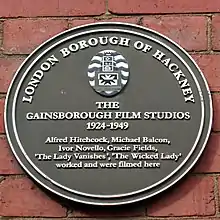 LONDON BOROUGH OF HACKNEY
THE
GAINSBOROUGH FILM STUDIOS
1924-1949
Alfred Hitchcock, Michael Balcon,
Ivor Novello, Gracie Fields,
'The Lady Vanishes', 'The Wicked Lady'
worked and were filmed here